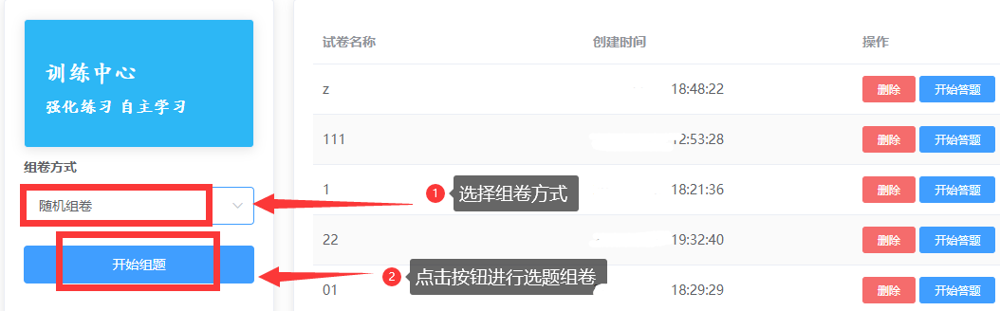 训练中心
强化练习 自主学习
组卷方式
随机组卷
开始组题
1 选择组卷方式
2 点击按钮进行选题组卷
试卷名称 创建时间 操作
z 18:48:22 删除 开始答题
111 12:53:28 删除 开始答题
1 18:21:36 删除 开始答题
22 19:32:40 删除 开始答题
01 18:29:29 删除 开始答题